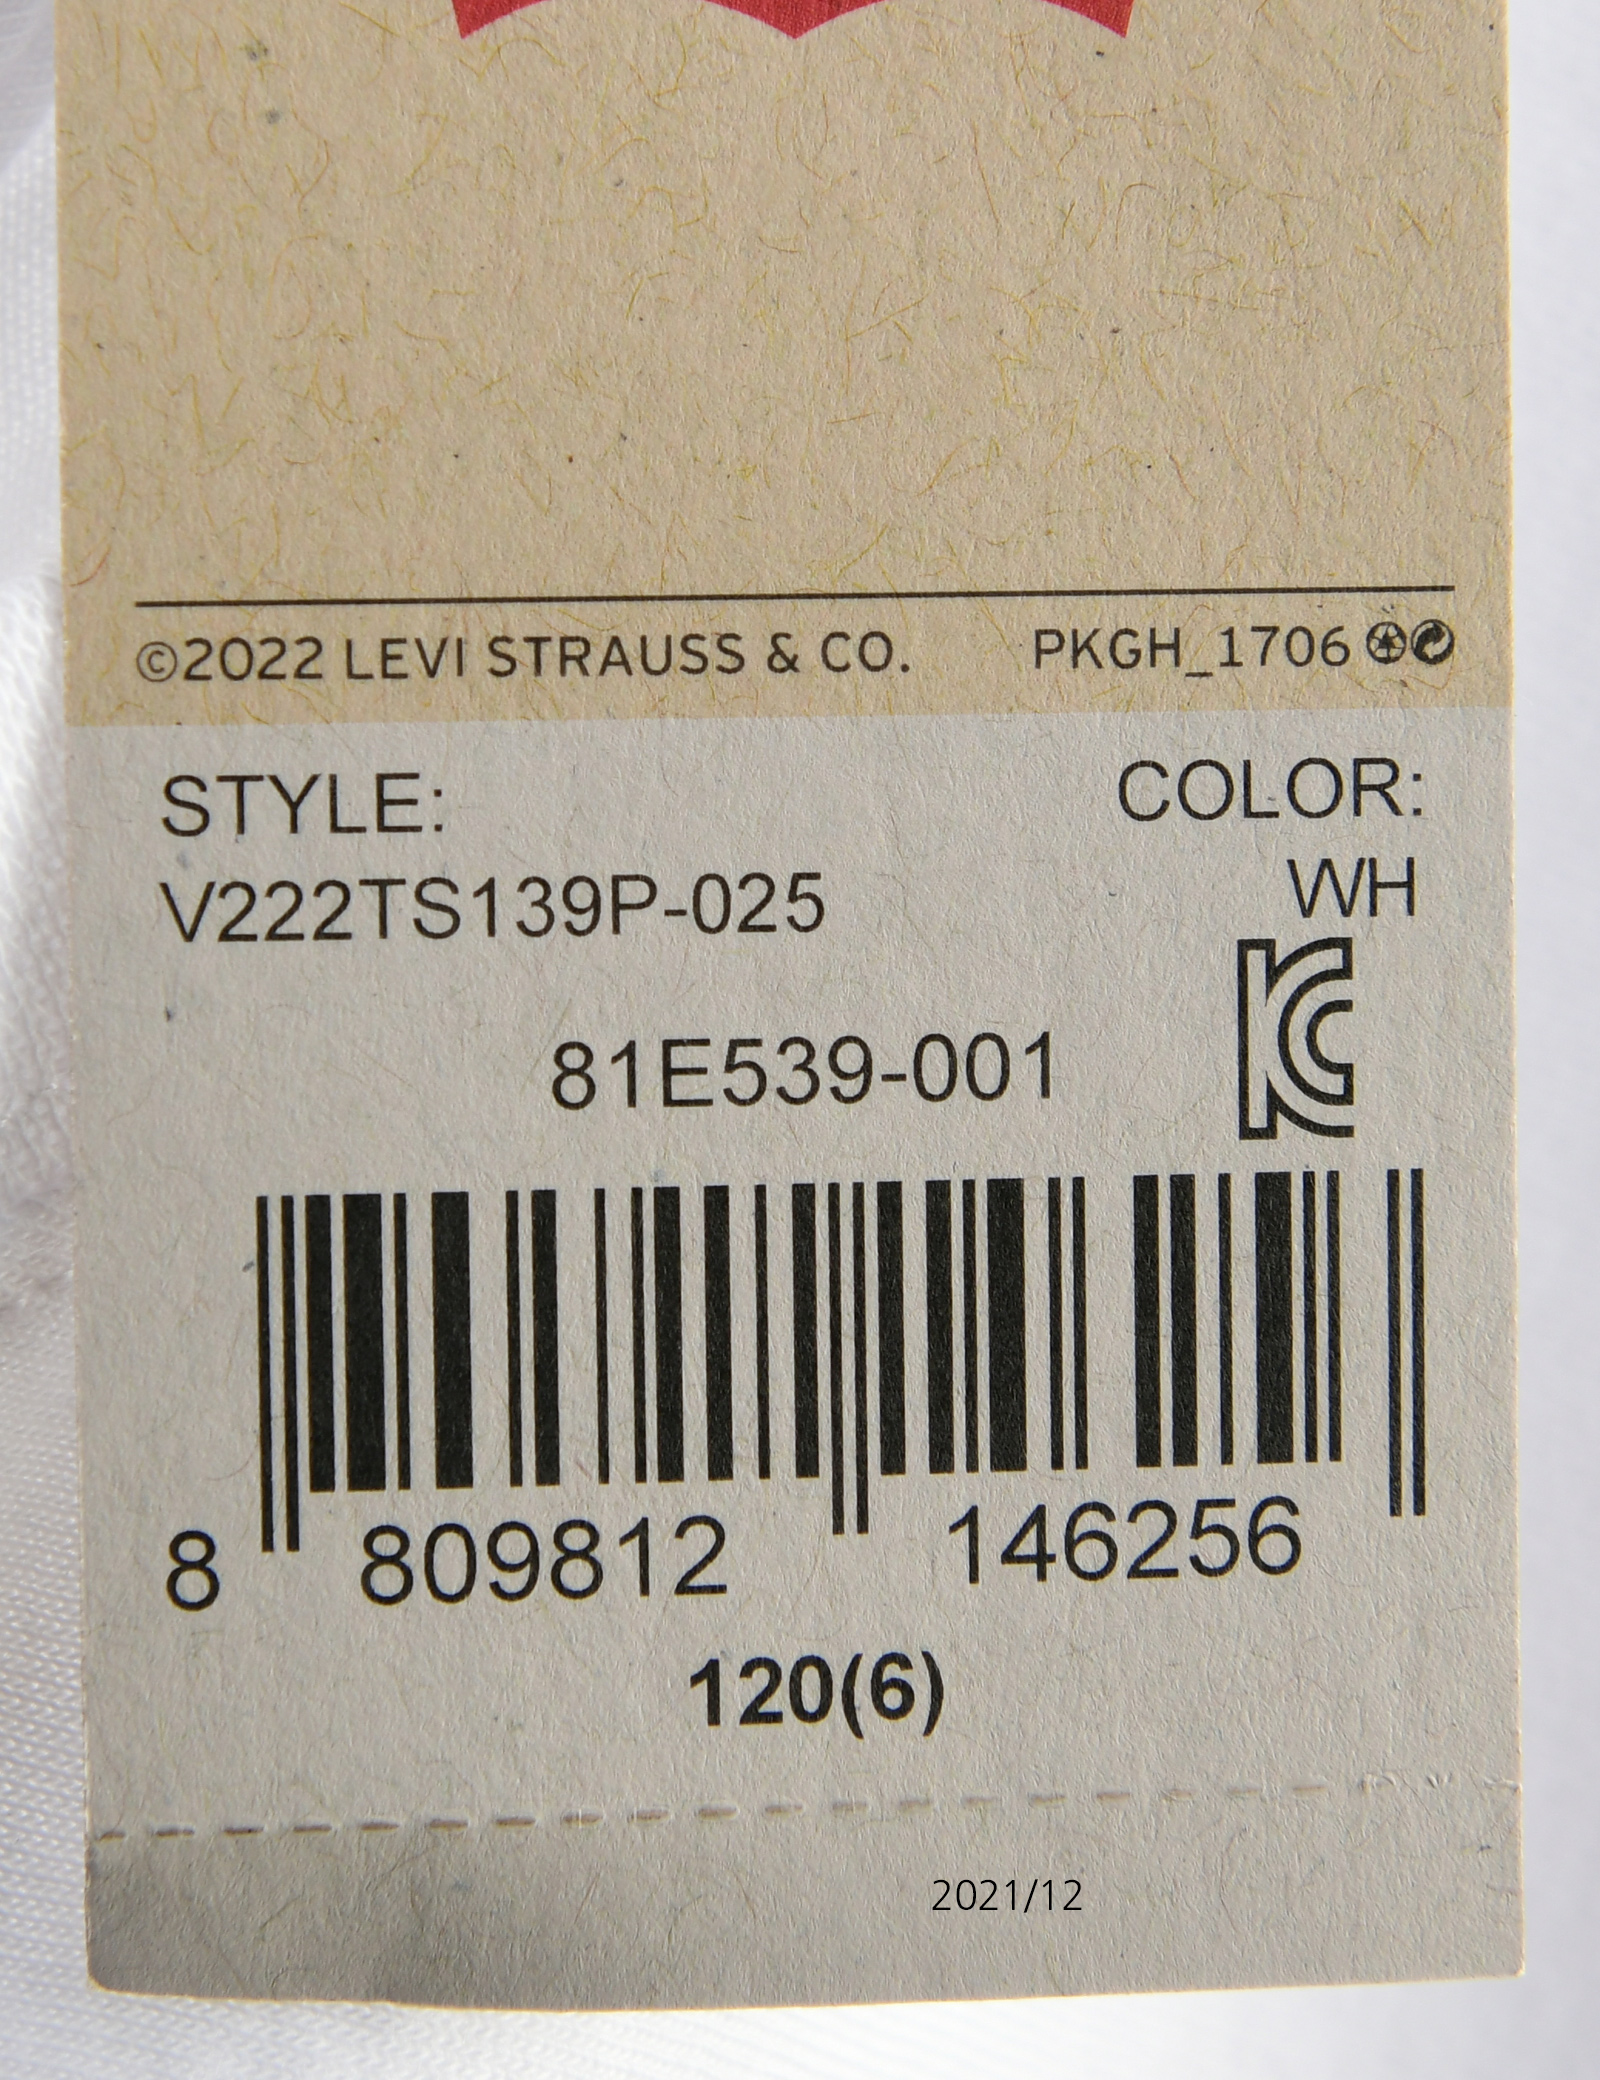 ©2022 LEVI STRAUSS & CO. PKGH_1706
STYLE: COLOR:
V222TS139P-025 WH
81E539-001
8 809812 146256
120(6)
2021/12